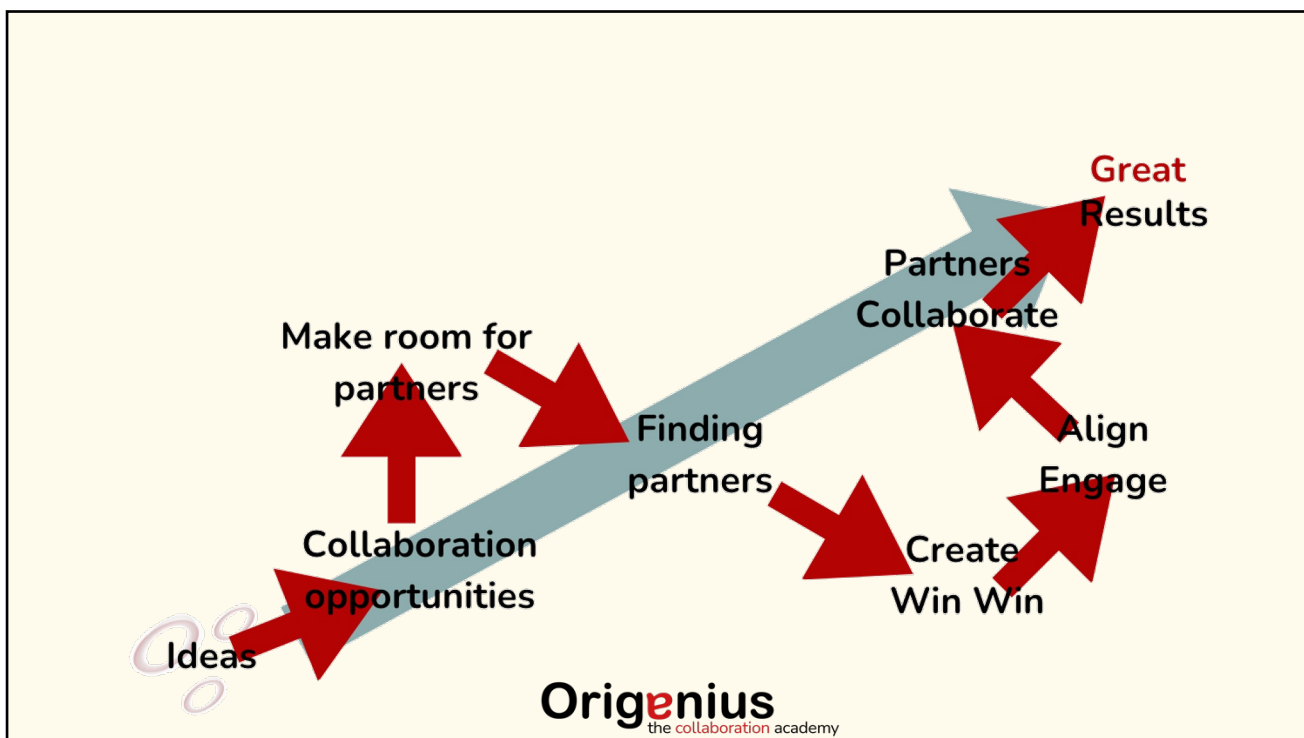 Great
Results
Partners
Collaborate
Make room for
partners
Finding
partners
Align
Engage
Collaboration
opportunities
Create
Win Win
Ideas
Origenius
the collaboration academy